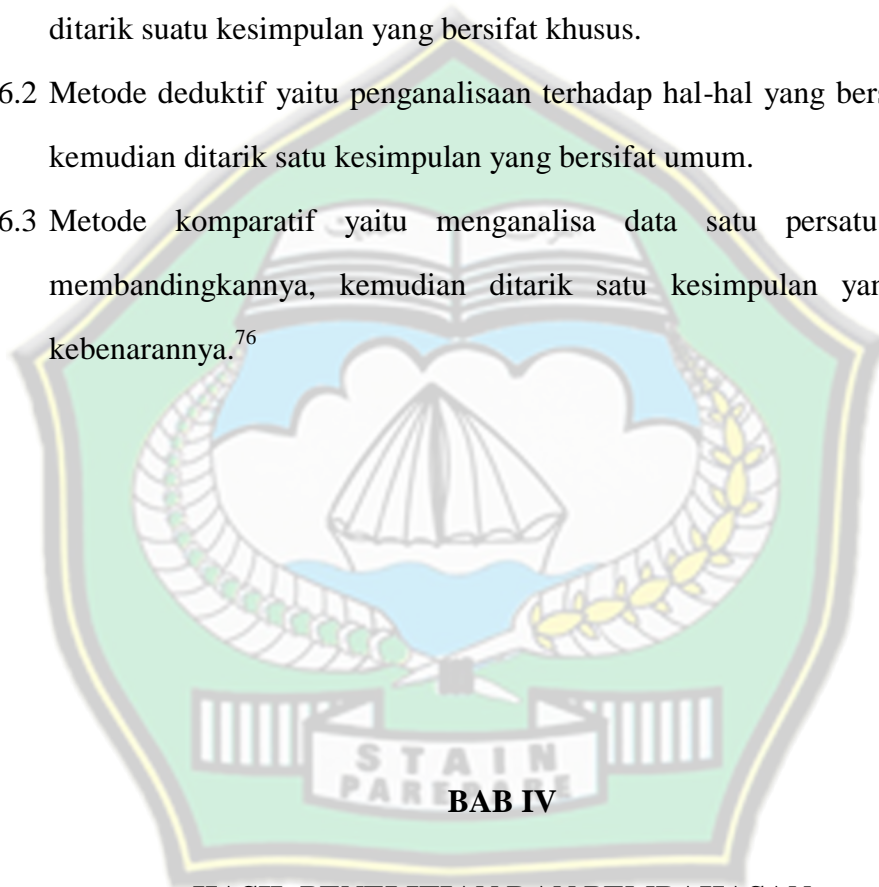 ditarik suatu kesimpulan yang bersifat khusus.
6.2 Metode deduktif yaitu penganalisaan terhadap hal-hal yang
kemudian ditarik satu kesimpulan yang bersifat umum.
6.3 Metode komparatif yaitu menganalisa data satu persatu
membandingkannya, kemudian ditarik satu kesimpulan
kebenarannya.76
STAIN
PAREPARE
BAB IV